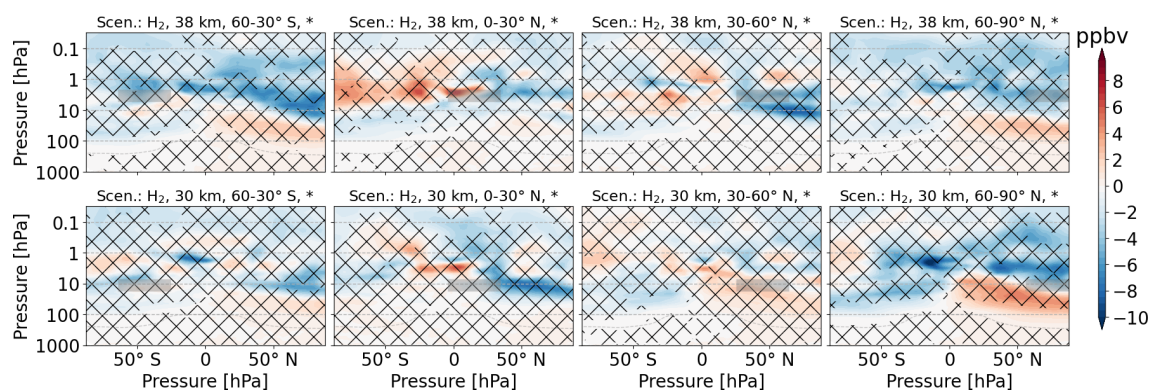 Scen.: H₂, 38 km, 60-30° S, *
Scen.: H₂, 38 km, 0-30° N, *
Scen.: H₂, 38 km, 30-60° N, *
Scen.: H₂, 38 km, 60-90° N, *
ppbv
Pressure [hPa]
0.1
1
10
100
1000
Scen.: H₂, 30 km, 60-30° S, *
Scen.: H₂, 30 km, 0-30° N, *
Scen.: H₂, 30 km, 30-60° N, *
Scen.: H₂, 30 km, 60-90° N, *
Pressure [hPa]
0.1
1
10
100
1000
50° S 0 50° N
50° S 0 50° N
50° S 0 50° N
50° S 0 50° N
Pressure [hPa]
Pressure [hPa]
Pressure [hPa]
Pressure [hPa]
8
6
4
2
0
−2
−4
−6
−8
−10